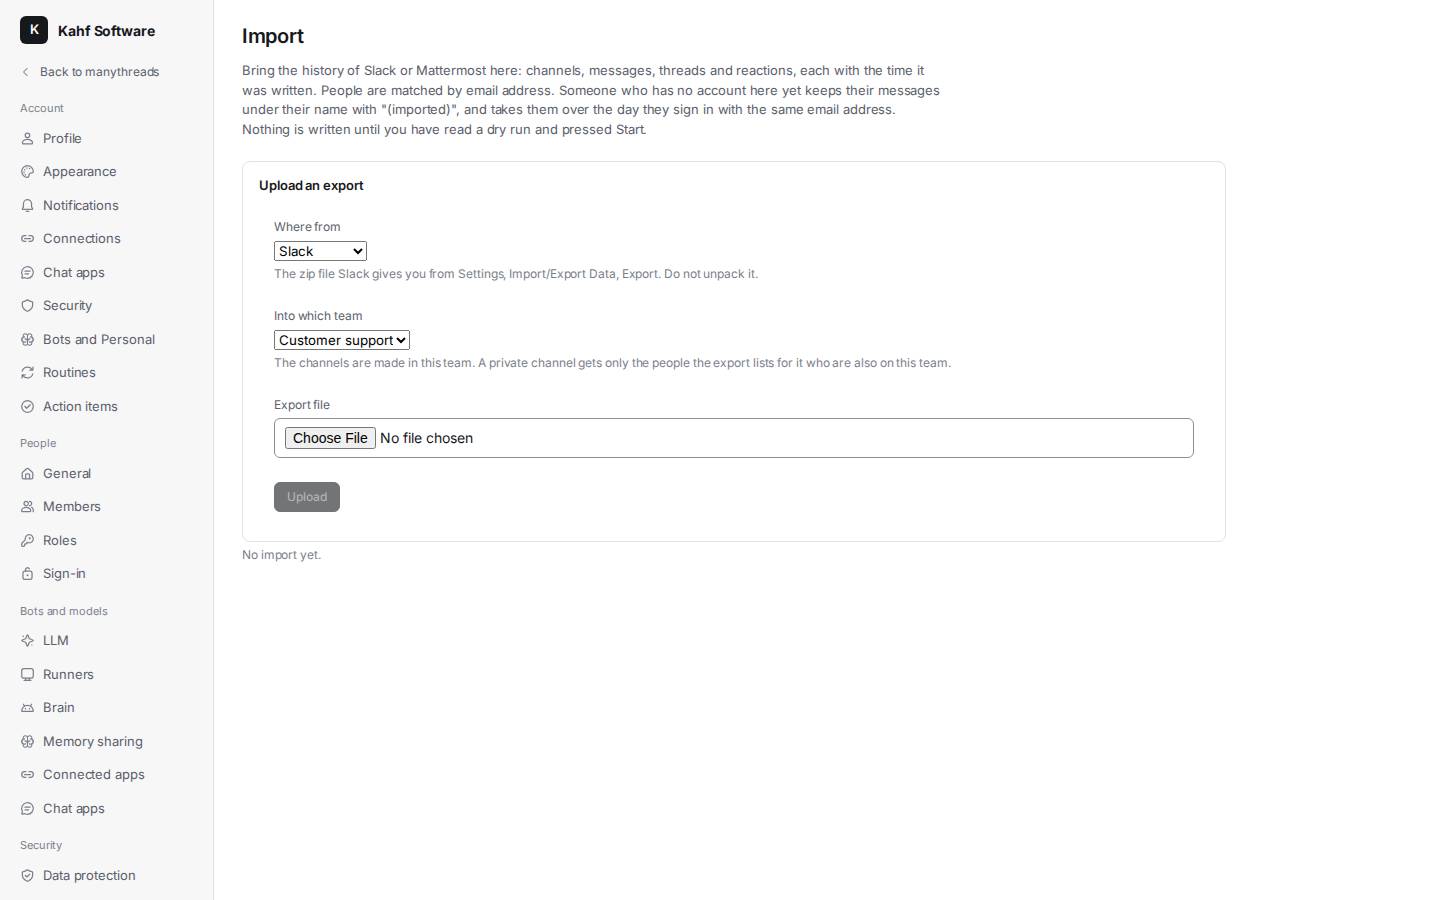 K
Kahf Software
Back to manythreads
Account
Profile
Appearance
Notifications
Connections
Chat apps
Security
Bots and Personal
Routines
Action items
People
General
Members
Roles
Sign-in
Bots and models
LLM
Runners
Brain
Memory sharing
Connected apps
Chat apps
Security
Data protection
Import
Bring the history of Slack or Mattermost here: channels, messages, threads and reactions, each with the time it
was written. People are matched by email address. Someone who has no account here yet keeps their messages
under their name with "(imported)", and takes them over the day they sign in with the same email address.
Nothing is written until you have read a dry run and pressed Start.
Upload an export
Where from
Slack
The zip file Slack gives you from Settings, Import/Export Data, Export. Do not unpack it.
Into which team
Customer support
The channels are made in this team. A private channel gets only the people the export lists for it who are also on this team.
Export file
Choose File No file chosen
Upload
No import yet.